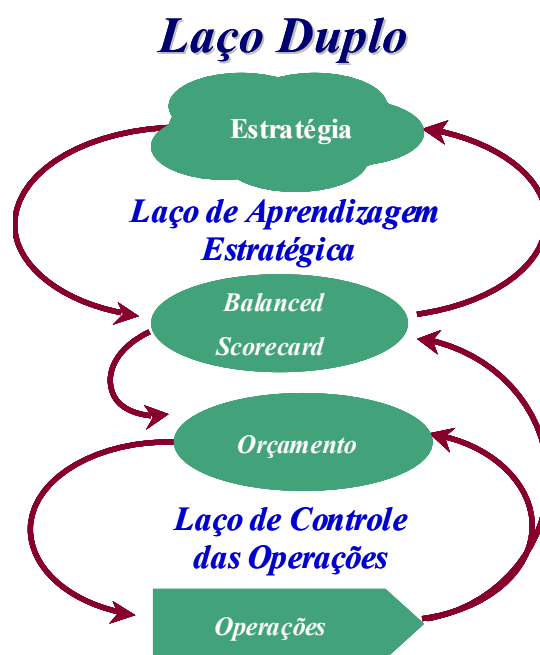 Laço Duplo
Estratégia
Laço de Aprendizagem
Estratégica
Balanced
Scorecard
Orçamento
Laço de Controle
das Operações
Operações